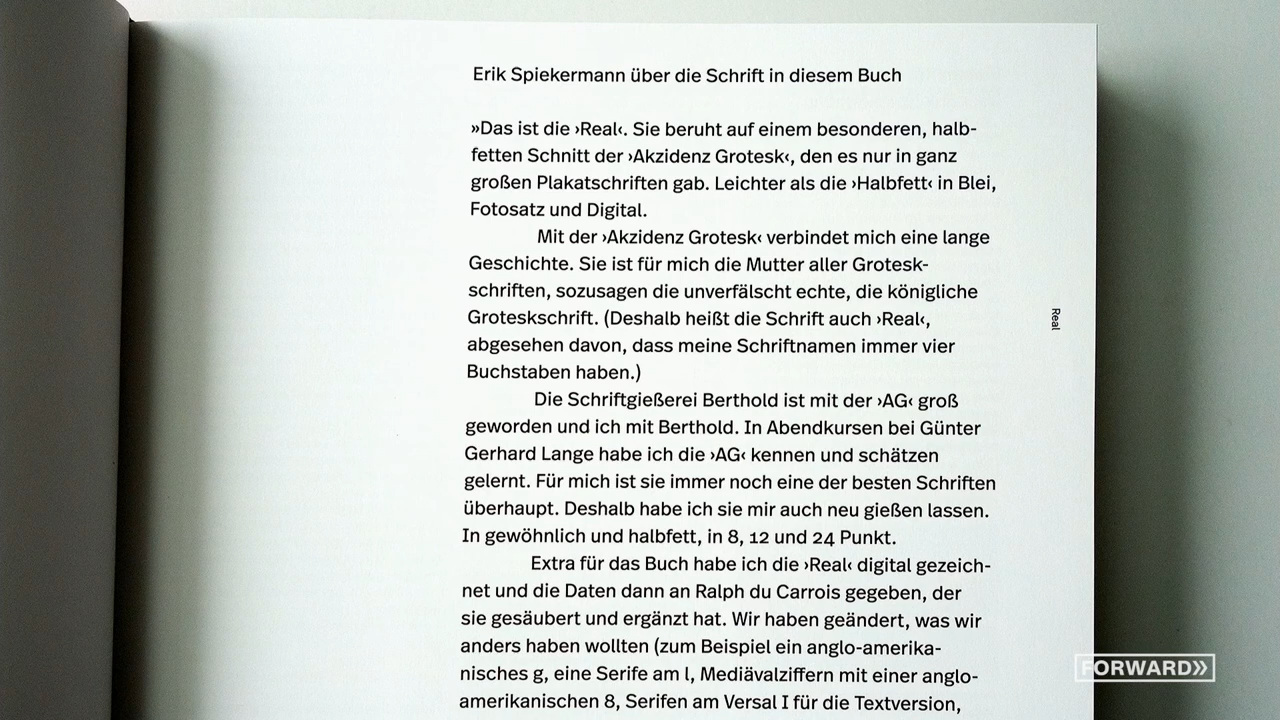 Erik Spiekermann über die Schrift in diesem Buch
»Das ist die ›Real‹. Sie beruht auf einem besonderen, halb-
fetten Schnitt der ›Akzidenz Grotesk‹, den es nur in ganz
großen Plakatschriften gab. Leichter als die ›Halbfett‹ in Blei,
Fotosatz und Digital.
Mit der ›Akzidenz Grotesk‹ verbindet mich eine lange
Geschichte. Sie ist für mich die Mutter aller Grotesk-
schriften, sozusagen die unverfälscht echte, die königliche
Groteskschrift. (Deshalb heißt die Schrift auch ›Real‹,
abgesehen davon, dass meine Schriftnamen immer vier
Buchstaben haben.)
Die Schriftgießerei Berthold ist mit der ›AG‹ groß
geworden und ich mit Berthold. In Abendkursen bei Günter
Gerhard Lange habe ich die ›AG‹ kennen und schätzen
gelernt. Für mich ist sie immer noch eine der besten Schriften
überhaupt. Deshalb habe ich sie mir auch neu gießen lassen.
In gewöhnlich und halbfett, in 8, 12 und 24 Punkt.
Extra für das Buch habe ich die ›Real‹ digital gezeich-
net und die Daten dann an Ralph du Carrois gegeben, der
sie gesäubert und ergänzt hat. Wir haben geändert, was wir
anders haben wollten (zum Beispiel ein anglo-amerika-
nisches g, eine Serife am l, Mediävalziffern mit einer anglo-
amerikanischen 8, Serifen am Versal I für die Textversion,
Real
FORWARD»